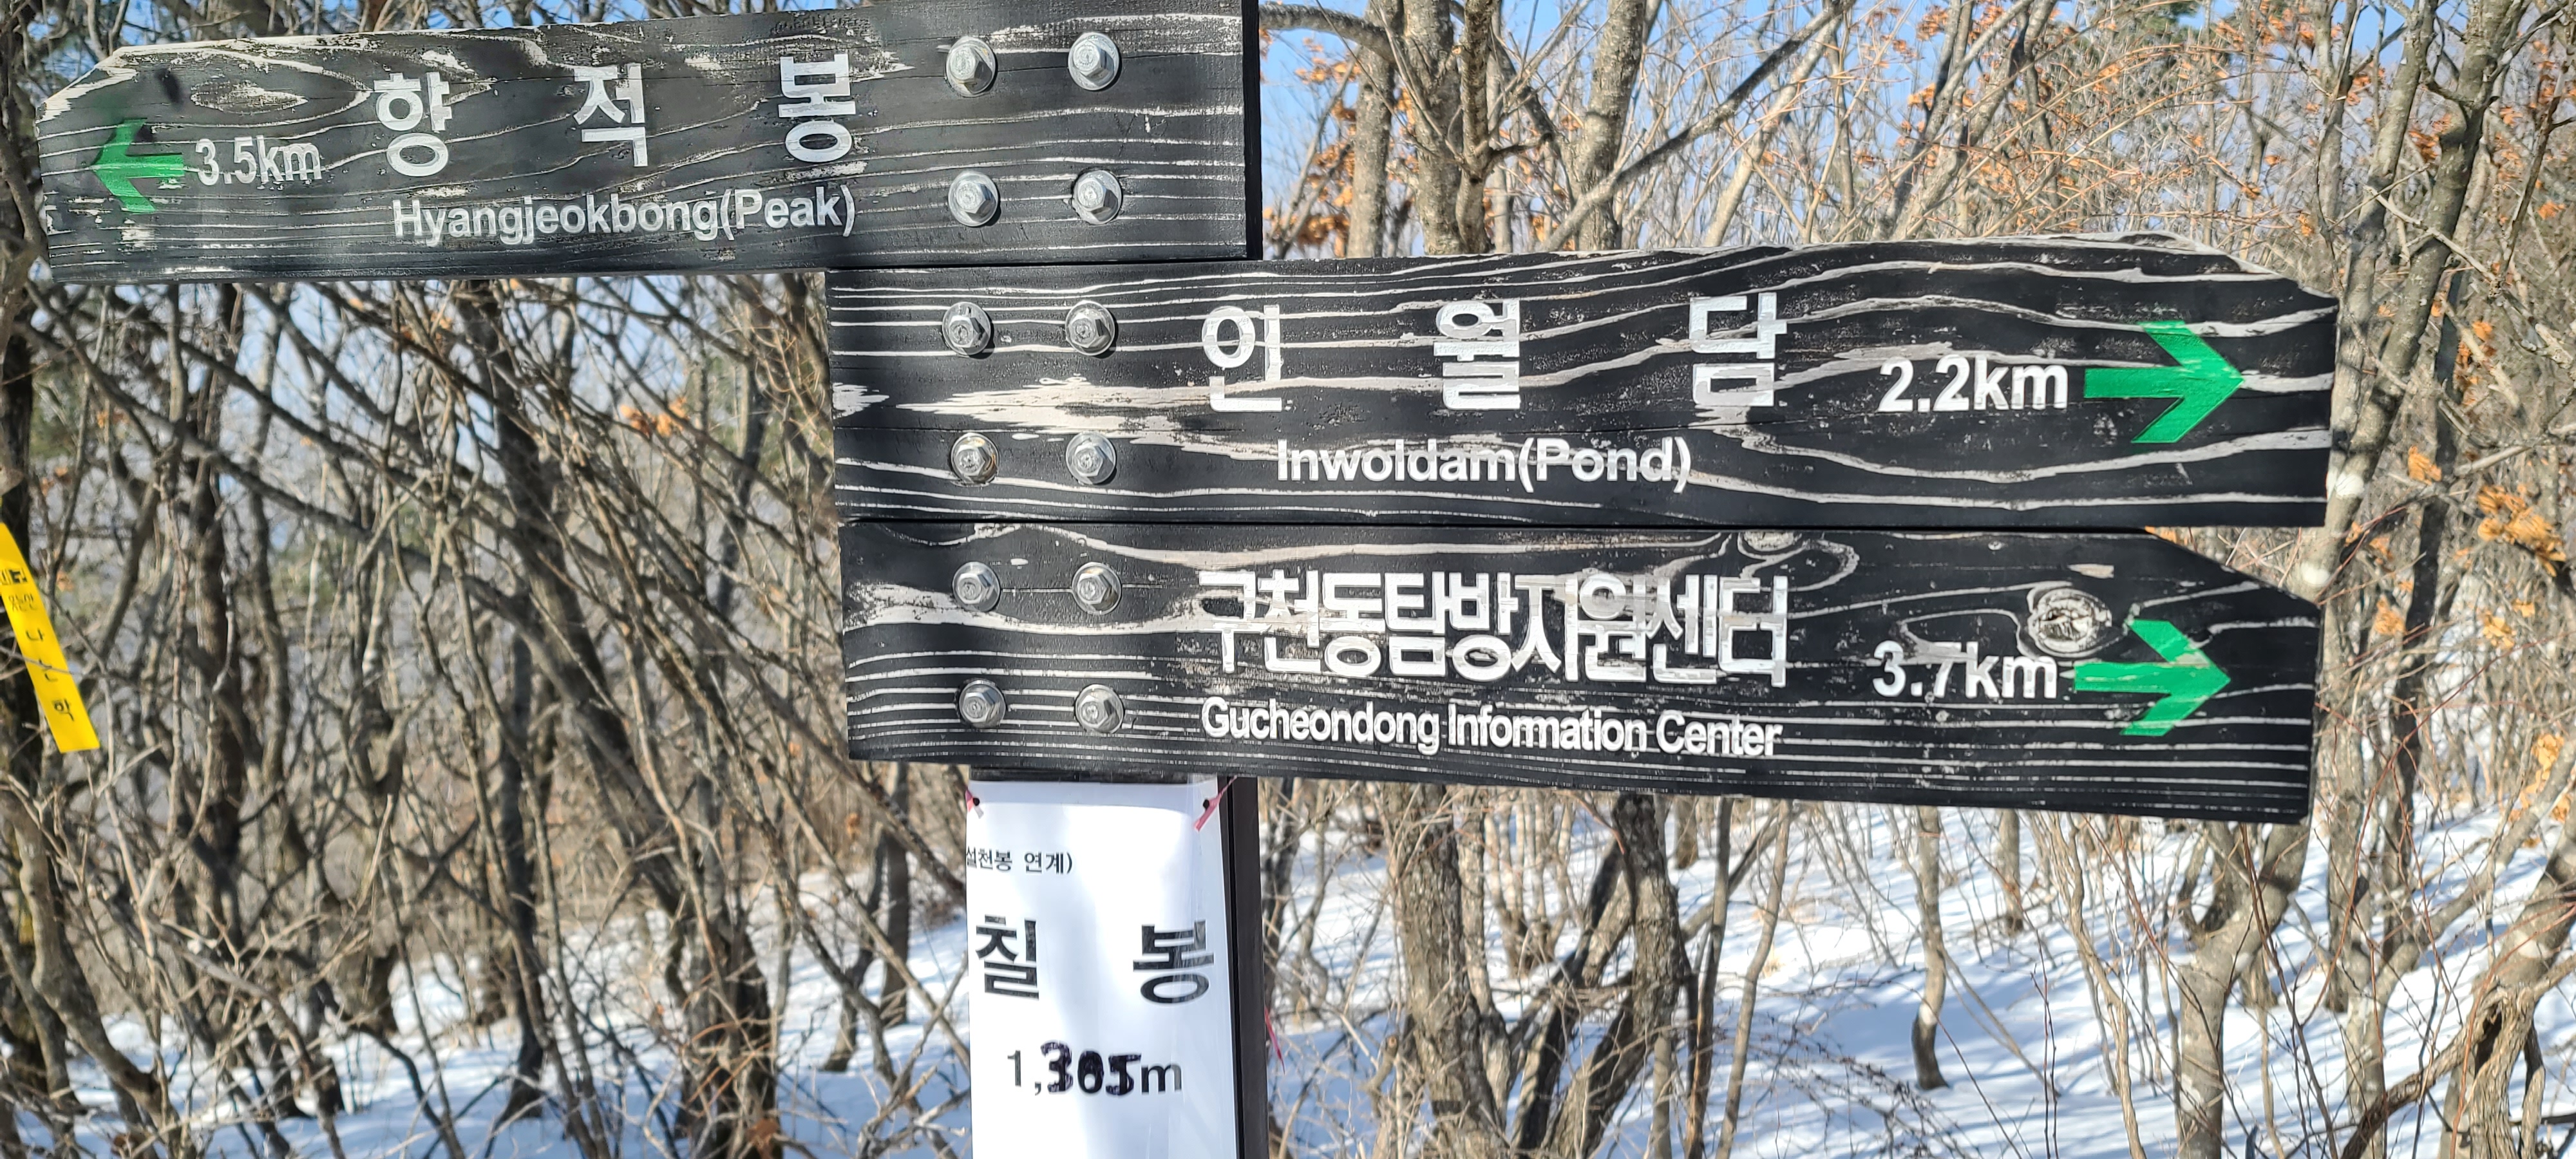 3.5km 향 적 봉
Hyangjeokbong(Peak)
인 월 담 2.2km
Inwoldam(Pond)
구천동탐방지원센터 3.7km
Gucheondong Information Center
설천봉 연계)
칠 봉
1,305m